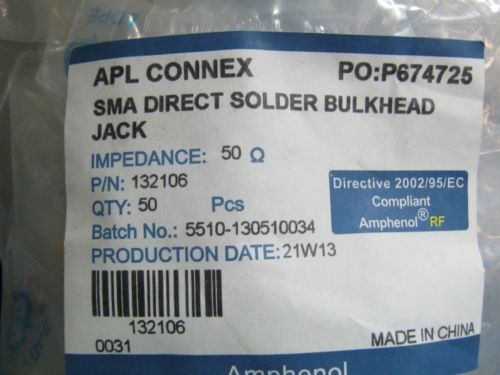 APL CONNEX PO:P674725
SMA DIRECT SOLDER BULKHEAD
JACK
IMPEDANCE: 50 Ω
P/N: 132106
QTY: 50 Pcs
Batch No.: 5510-130510034
PRODUCTION DATE: 21W13
Directive 2002/95/EC
Compliant
Amphenol® RF
132106
0031
MADE IN CHINA
Amphenol